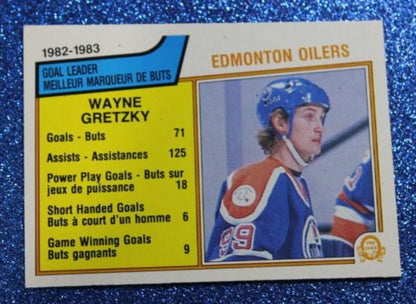 1982-1983
GOAL LEADER
MEILLEUR MARQUEUR DE BUTS
EDMONTON OILERS
WAYNE
GRETZKY
Goals - Buts 71
Assists - Assistances 125
Power Play Goals - Buts sur
jeux de puissance 18
Short Handed Goals
Buts à court d'un homme 6
Game Winning Goals
Buts gagnants 9
99